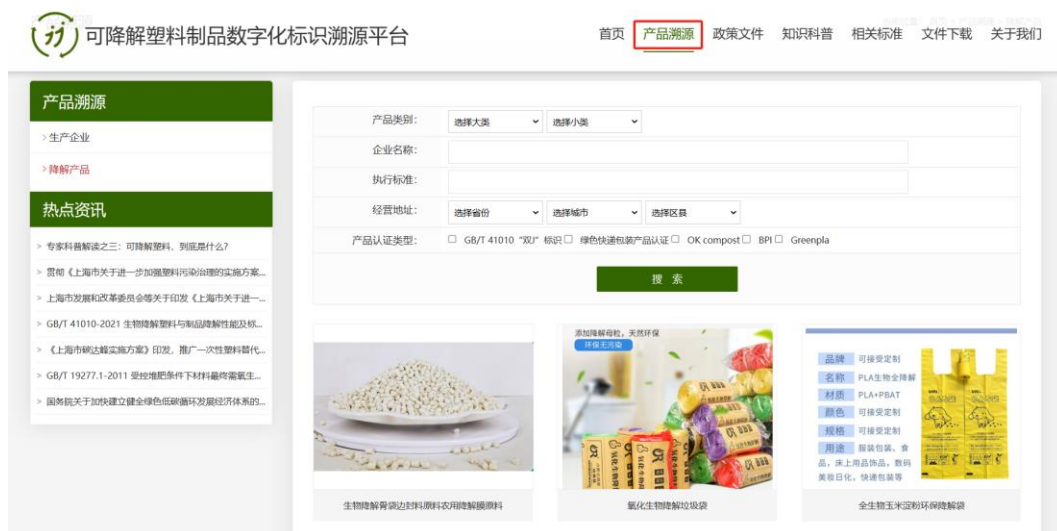 可降解塑料制品数字化标识溯源平台
首页 产品溯源 政策文件 知识科普 相关标准 文件下载 关于我们
产品溯源
>生产企业
>降解产品
热点资讯
> 专家科普解读之三：可降解塑料，到底是什么?
> 贯彻《上海市关于进一步加强塑料污染治理的实施方案...
> 上海市发展和改革委员会等关于印发《上海市关于进一...
> GB/T 41010-2021 生物降解塑料与制品降解性能及标...
> 《上海市碳达峰实施方案》印发，推广一次性塑料替代...
> GB/T 19277.1-2011 受控堆肥条件下材料最终需氧生...
> 国务院关于加快建立健全绿色低碳循环发展经济体系的...
产品类别: 选择大类 选择小类
企业名称:
执行标准:
经营地址: 选择省份 选择城市 选择区县
产品认证类型: GB/T 41010 "双J" 标识 绿色快递包装产品认证 OK compost BPI Greenpla
搜 索
生物降解骨袋边封料原料农用降解膜原料
添加降解母粒，天然环保
环保无污染
氧化生物降解垃圾袋
品牌 可接受定制
名称 PLA生物全降解
材质 PLA+PBAT
颜色 可接受定制
规格 可接受定制
用途 服装包装、食
品，床上用品饰品，数码
美妆日化，快递包装等
全生物玉米淀粉环保降解袋